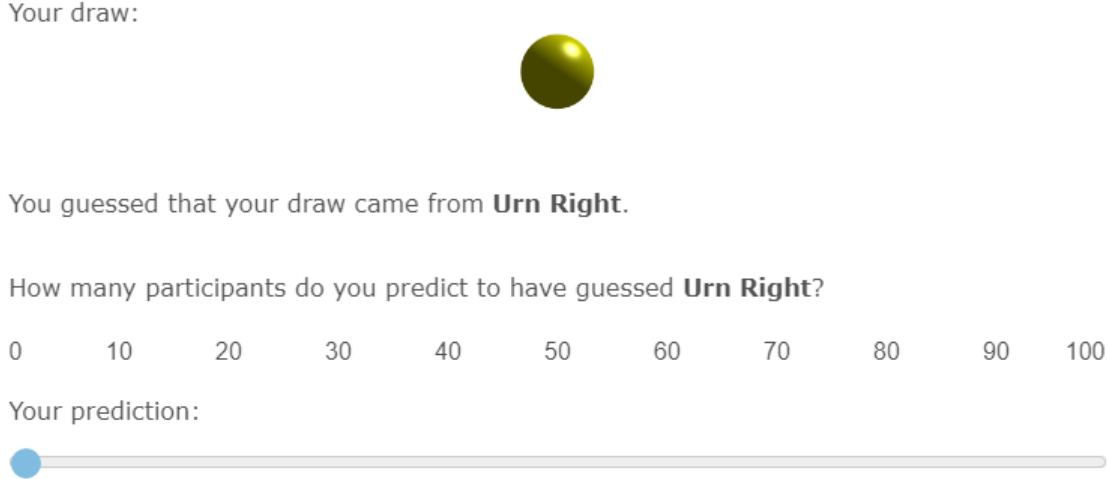 Your draw:
You guessed that your draw came from Urn Right.
How many participants do you predict to have guessed Urn Right?
0 10 20 30 40 50 60 70 80 90 100
Your prediction: